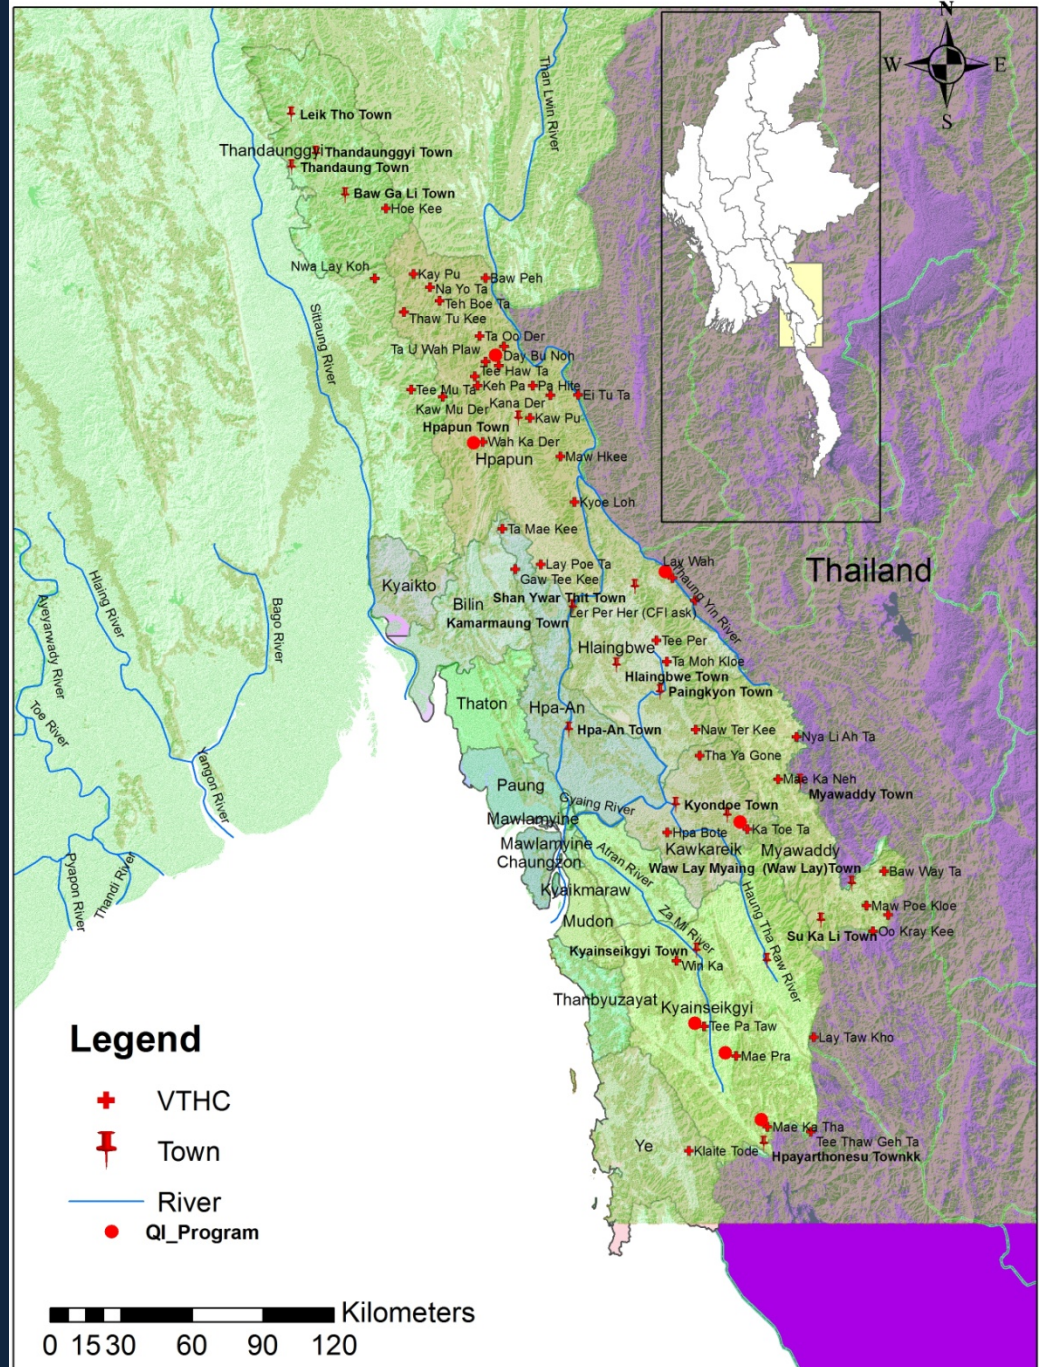 N
W
E
S
Than Lwin River
Leik Tho Town
Thandaunggyi
Thandaunggyi Town
Thandaung Town
Baw Ga Li Town
Hoe Kee
Nwa Lay Koh
Kay Pu
Baw Peh
Na Yo Ta
Teh Boe Ta
Thaw Tu Kee
Sittaung River
Ta Oo Der
Ta U Wah Plaw
Day Bu Noh
Tee Haw Ta
Tee Mu Ta
Keh Pa
Pa Hite
Ei Tu Ta
Kaw Mu Der
Kana Der
Hpapun Town
Kaw Pu
Wah Ka Der
Hpapun
Maw Hkee
Kyoe Loh
Ta Mae Kee
Lay Wah
Thailand
Lay Poe Ta
Gaw Tee Kee
Kyaikto
Thaung Yin River
Shan Ywar Thit Town
Bilin
Ler Per Her (CFI ask)
Kamarmaung Town
Hlaing River
Ayeyarwady River
Bago River
Hlaingbwe
Tee Per
Ta Moh Kloe
Hlaingbwe Town
Paingkyon Town
Thaton
Hpa-An
Toe River
Hpa-An Town
Naw Ter Kee
Nya Li Ah Ta
Tha Ya Gone
Yangon River
Paung
Mae Ka Neh
Myawaddy Town
Gyaing River
Kyondoe Town
Mawlamyine
Hpa Bote
Ka Toe Ta
Mawlamyine
Kawkareik
Myawaddy
Chaungzon
Atran River
Waw Lay Myaing (Waw Lay)Town
Baw Way Ta
Pyapon River
Thandi River
Kyaikmaraw
Haung Tha Raw River
Maw Poe Kloe
Mudon
Za Mi River
Su Ka Li Town
Oo Kray Kee
Kyainseikgyi Town
Win Ka
Thanbyuzayat
Kyainseikgyi
Tee Pa Taw
Lay Taw Kho
Mae Pra
Mae Ka Tha
Tee Thaw Geh Ta
Ye
Klaite Tode
Hpayarthonesu Townkk
Legend
VTHC
Town
River
QI_Program
Kilometers
0 15 30 60 90 120